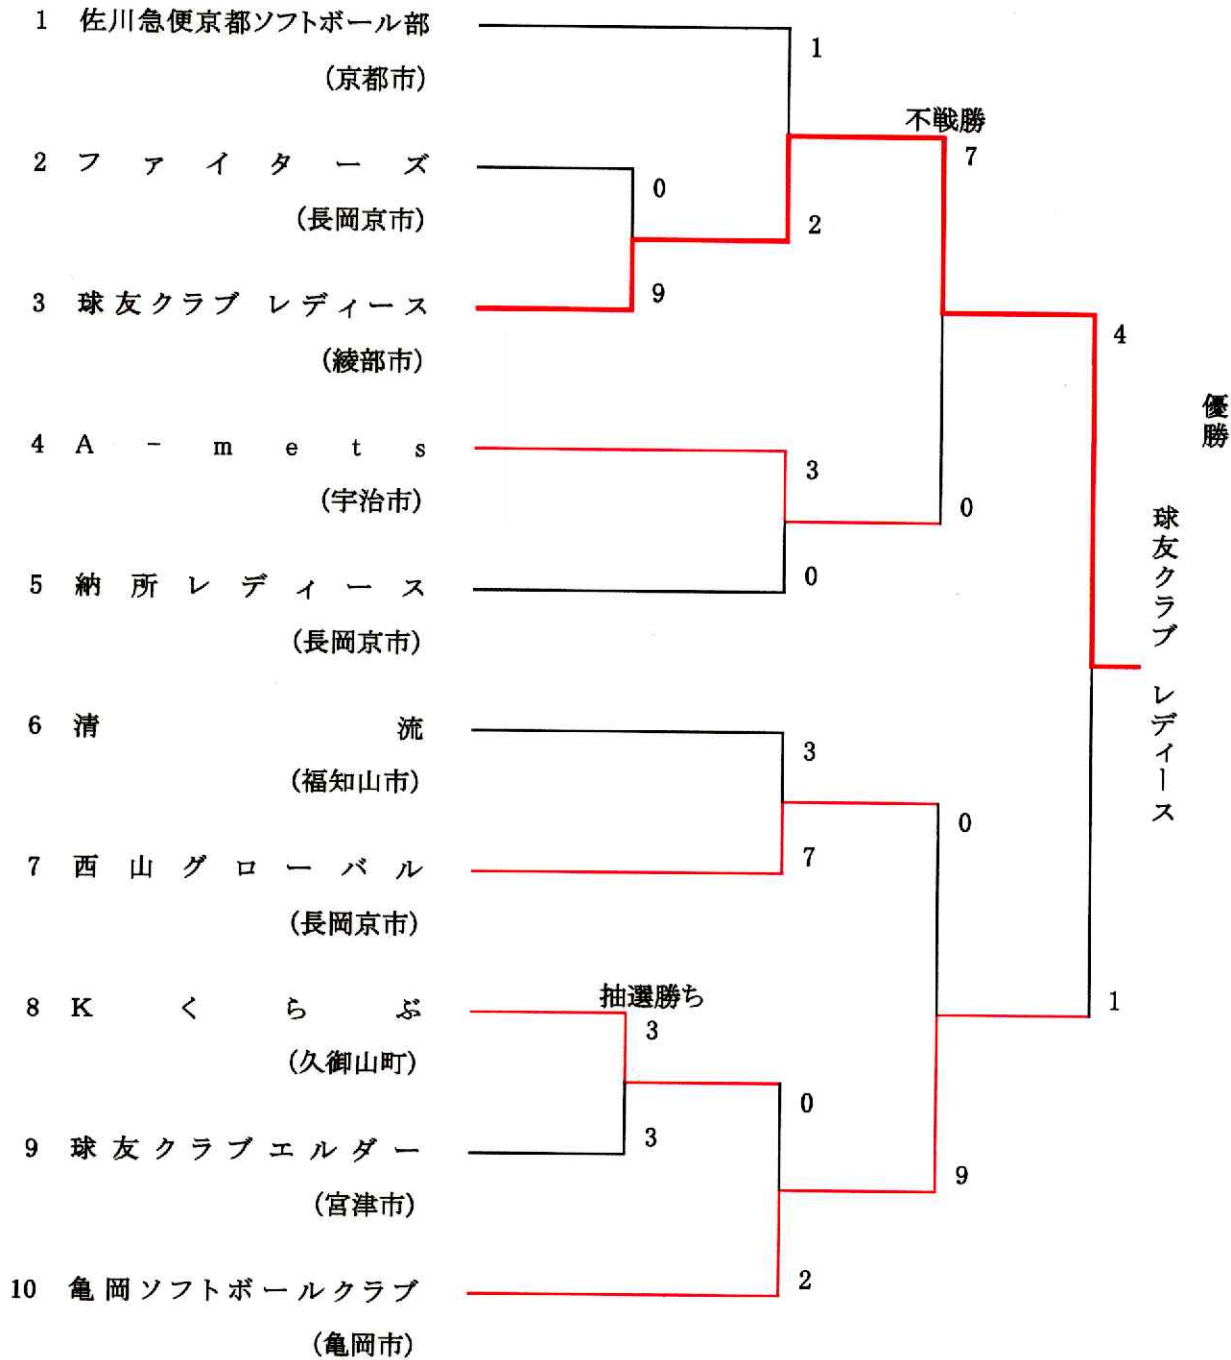 1 佐川急便京都ソフトボール部
(京都市)
1
不戦勝
7
2 ファイターズ
(長岡京市)
0
2
3 球友クラブ レディース
(綾部市)
9
4
優勝
4 A-mets
(宇治市)
3
0
球友クラブ レディース
5 納所レディース
(長岡京市)
0
6 清流
(福知山市)
3
0
7 西山グローバル
(長岡京市)
7
8 Kくらぶ
(久御山町)
抽選勝ち
3
1
0
9 球友クラブエルダー
(宮津市)
3
9
10 亀岡ソフトボールクラブ
(亀岡市)
2